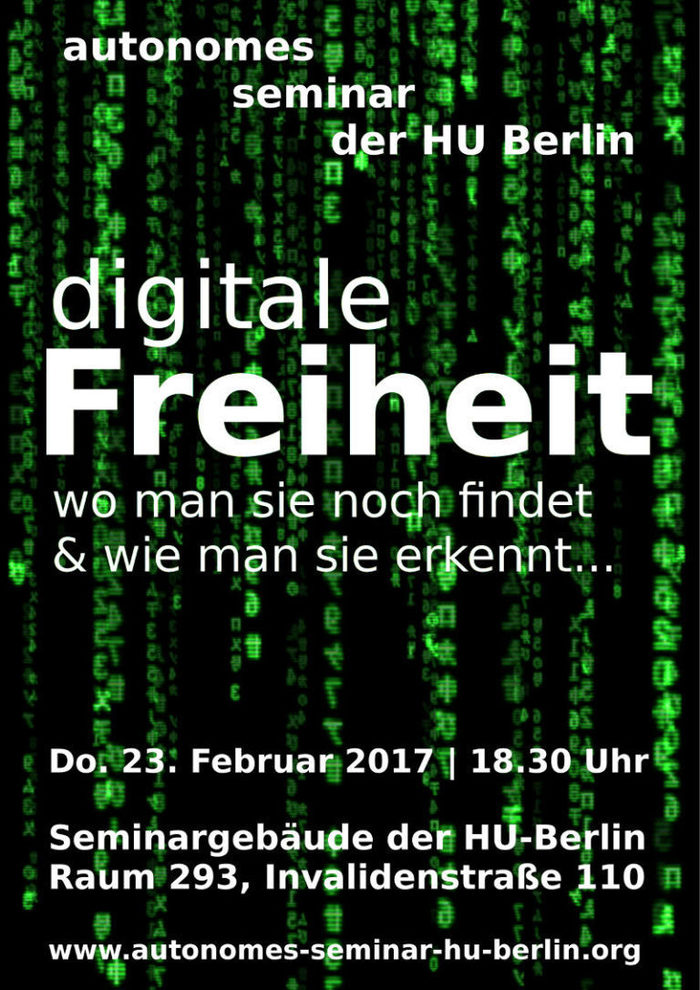 autonomes
seminar
der HU Berlin
digitale
Freiheit
wo man sie noch findet
& wie man sie erkennt...
Do. 23. Februar 2017 | 18.30 Uhr
Seminargebäude der HU-Berlin
Raum 293, Invalidenstraße 110
www.autonomes-seminar-hu-berlin.org